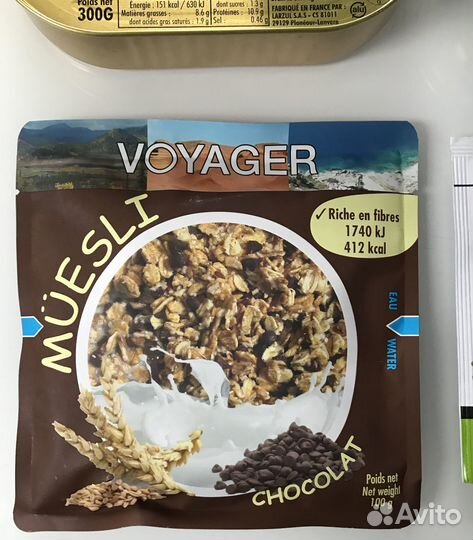 Poids net
300G
Énergie : 151 kcal / 630 kJ
Matières grasses : 8.6 g
dont acides gras saturés : 1.9 g
dont sucres : 1.3 g
Protéines : 10.9 g
Sel : 0.46 g
FABRIQUÉ EN FRANCE PAR :
LARZUL S.A.S - CS 81011
29129 Plonéour-Lanvern
alu
VOYAGER
MÜESLI
✓Riche en fibres
1740 kJ
412 kcal
EAU
WATER
CHOCOLAT
Poids net
Net weight
100 g
Avito